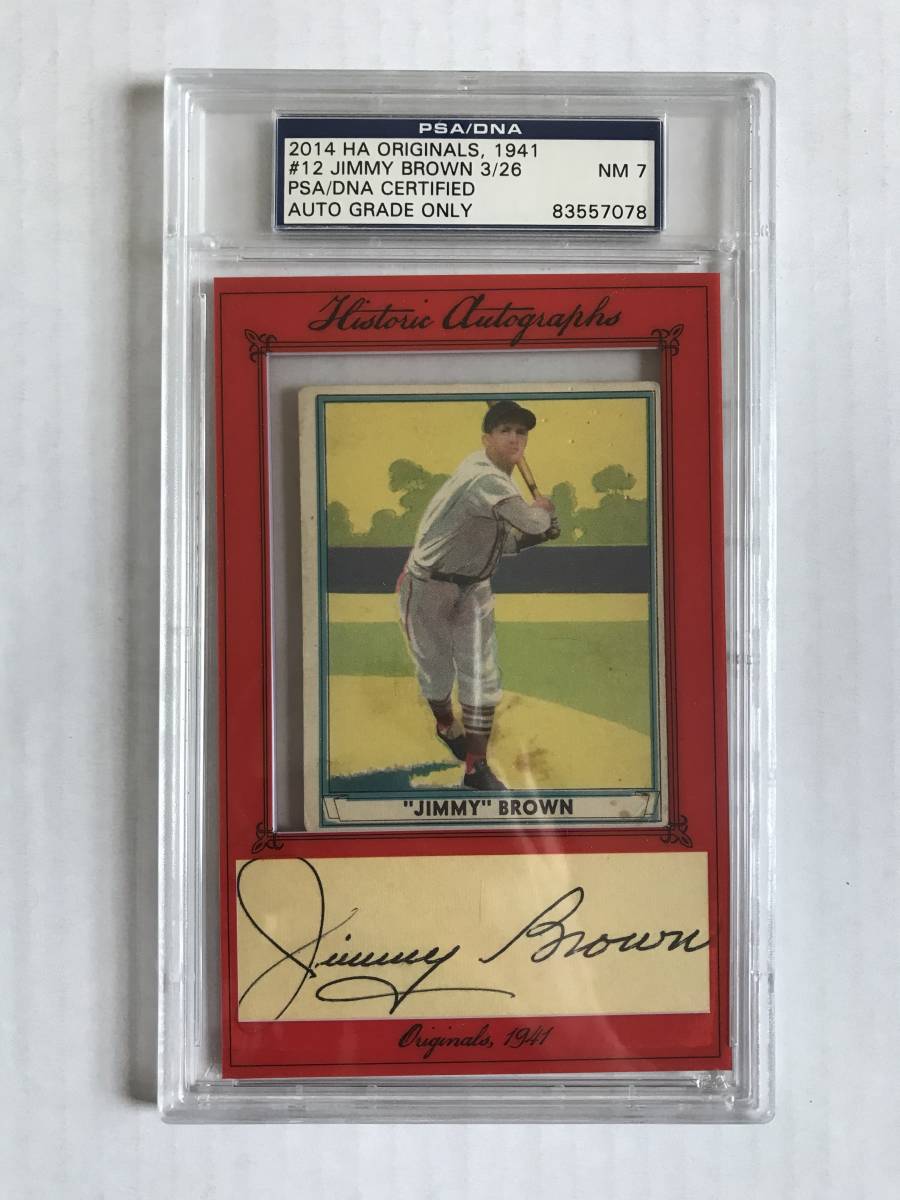 PSA/DNA
2014 HA ORIGINALS, 1941
#12 JIMMY BROWN 3/26 NM 7
PSA/DNA CERTIFIED
AUTO GRADE ONLY 83557078
Historic Autographs
"JIMMY" BROWN
Jimmy Brown
Originals, 1941